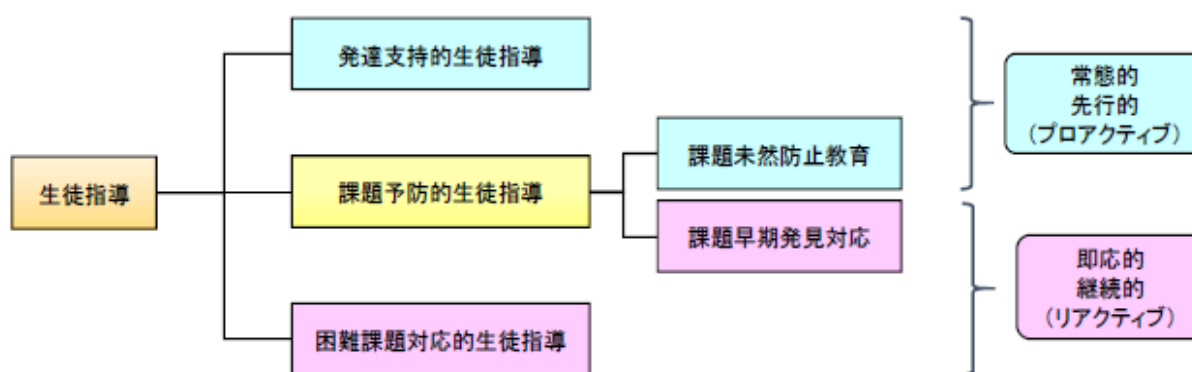 発達支持的生徒指導
常態的
先行的
(プロアクティブ)
課題未然防止教育
生徒指導
課題予防的生徒指導
課題早期発見対応
即応的
継続的
(リアクティブ)
困難課題対応的生徒指導